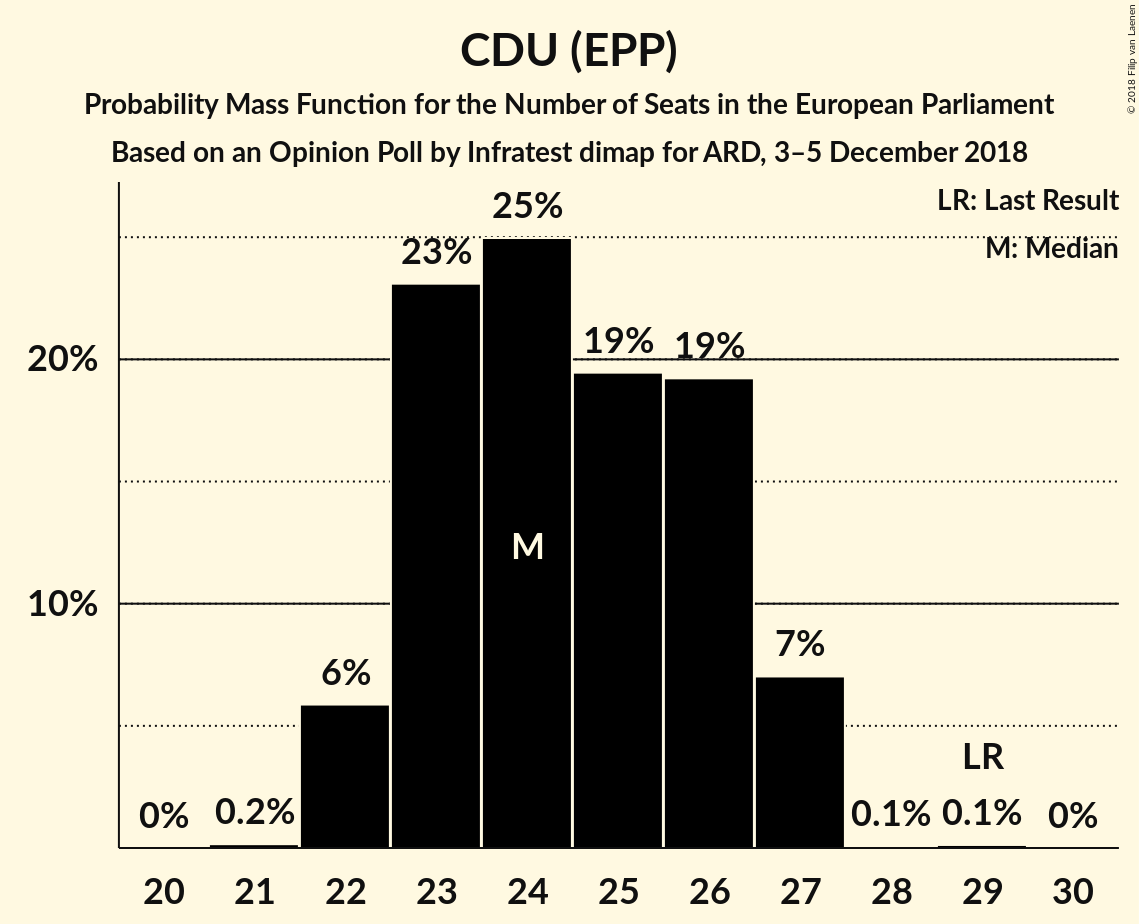 CDU (EPP)
Probability Mass Function for the Number of Seats in the European Parliament
Based on an Opinion Poll by Infratest dimap for ARD, 3–5 December 2018
© 2018 Filip van Laenen
LR: Last Result
M: Median
25%
23%
19%
19%
20%
M
10%
7%
6%
LR
0%
0.2%
0.1%
0.1%
0%
20 21 22 23 24 25 26 27 28 29 30